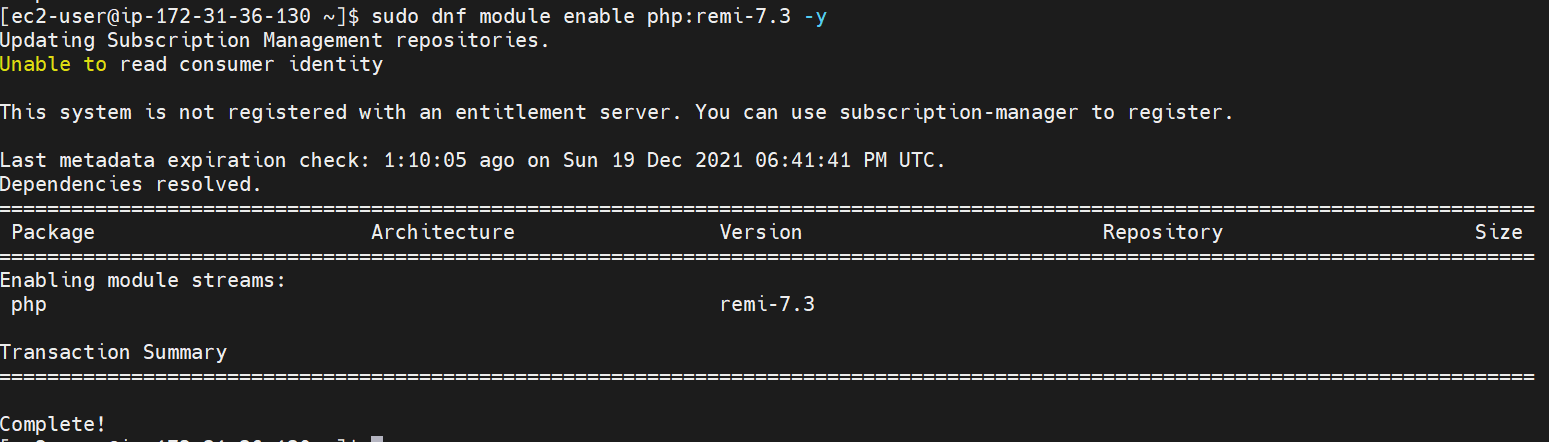 [ec2-user@ip-172-31-36-130 ~]$ sudo dnf module enable php:remi-7.3 -y
Updating Subscription Management repositories.
Unable to read consumer identity
This system is not registered with an entitlement server. You can use subscription-manager to register.
Last metadata expiration check: 1:10:05 ago on Sun 19 Dec 2021 06:41:41 PM UTC.
Dependencies resolved.
================================================================================================================================
Package Architecture Version Repository Size
================================================================================================================================
Enabling module streams:
php remi-7.3
Transaction Summary
================================================================================================================================
Complete!